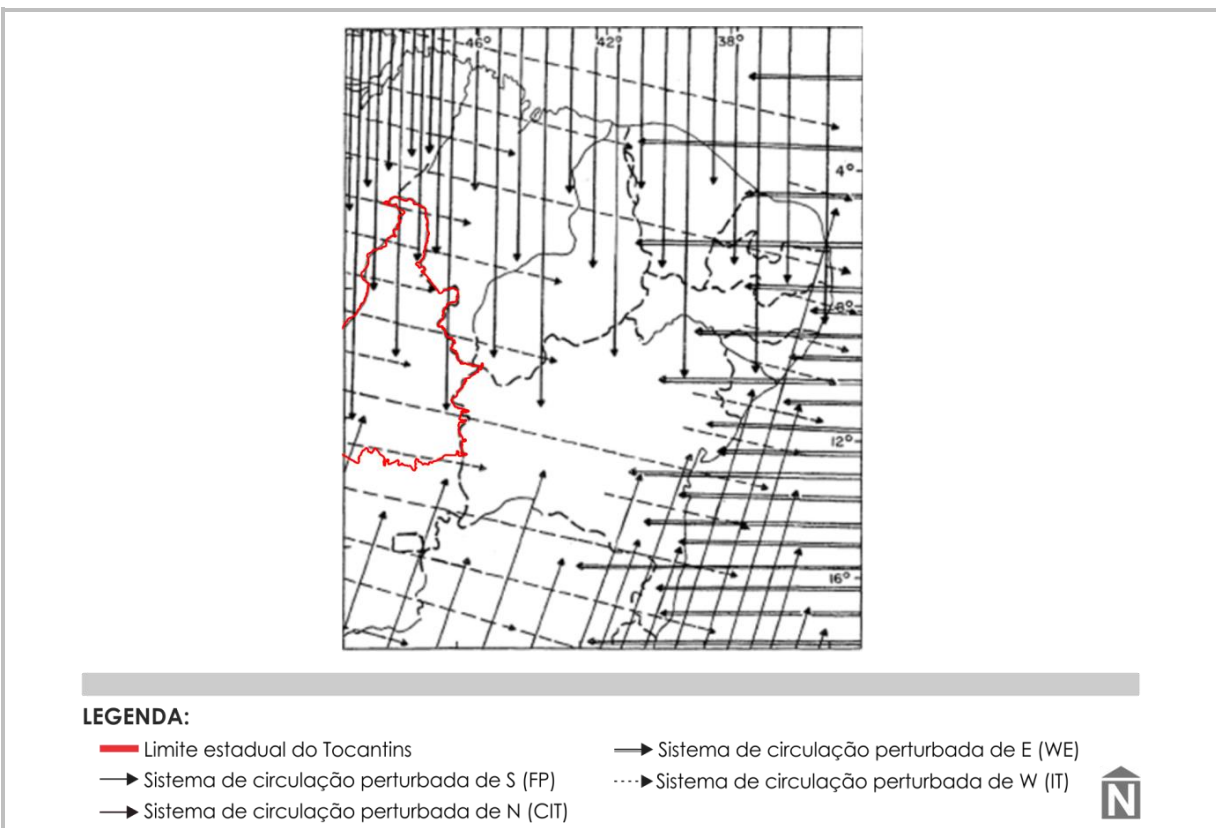 46° 42° 38°
4°
8°
12°
16°
LEGENDA:
Limite estadual do Tocantins
Sistema de circulação perturbada de S (FP)
Sistema de circulação perturbada de N (CIT)
Sistema de circulação perturbada de E (WE)
Sistema de circulação perturbada de W (IT)
N